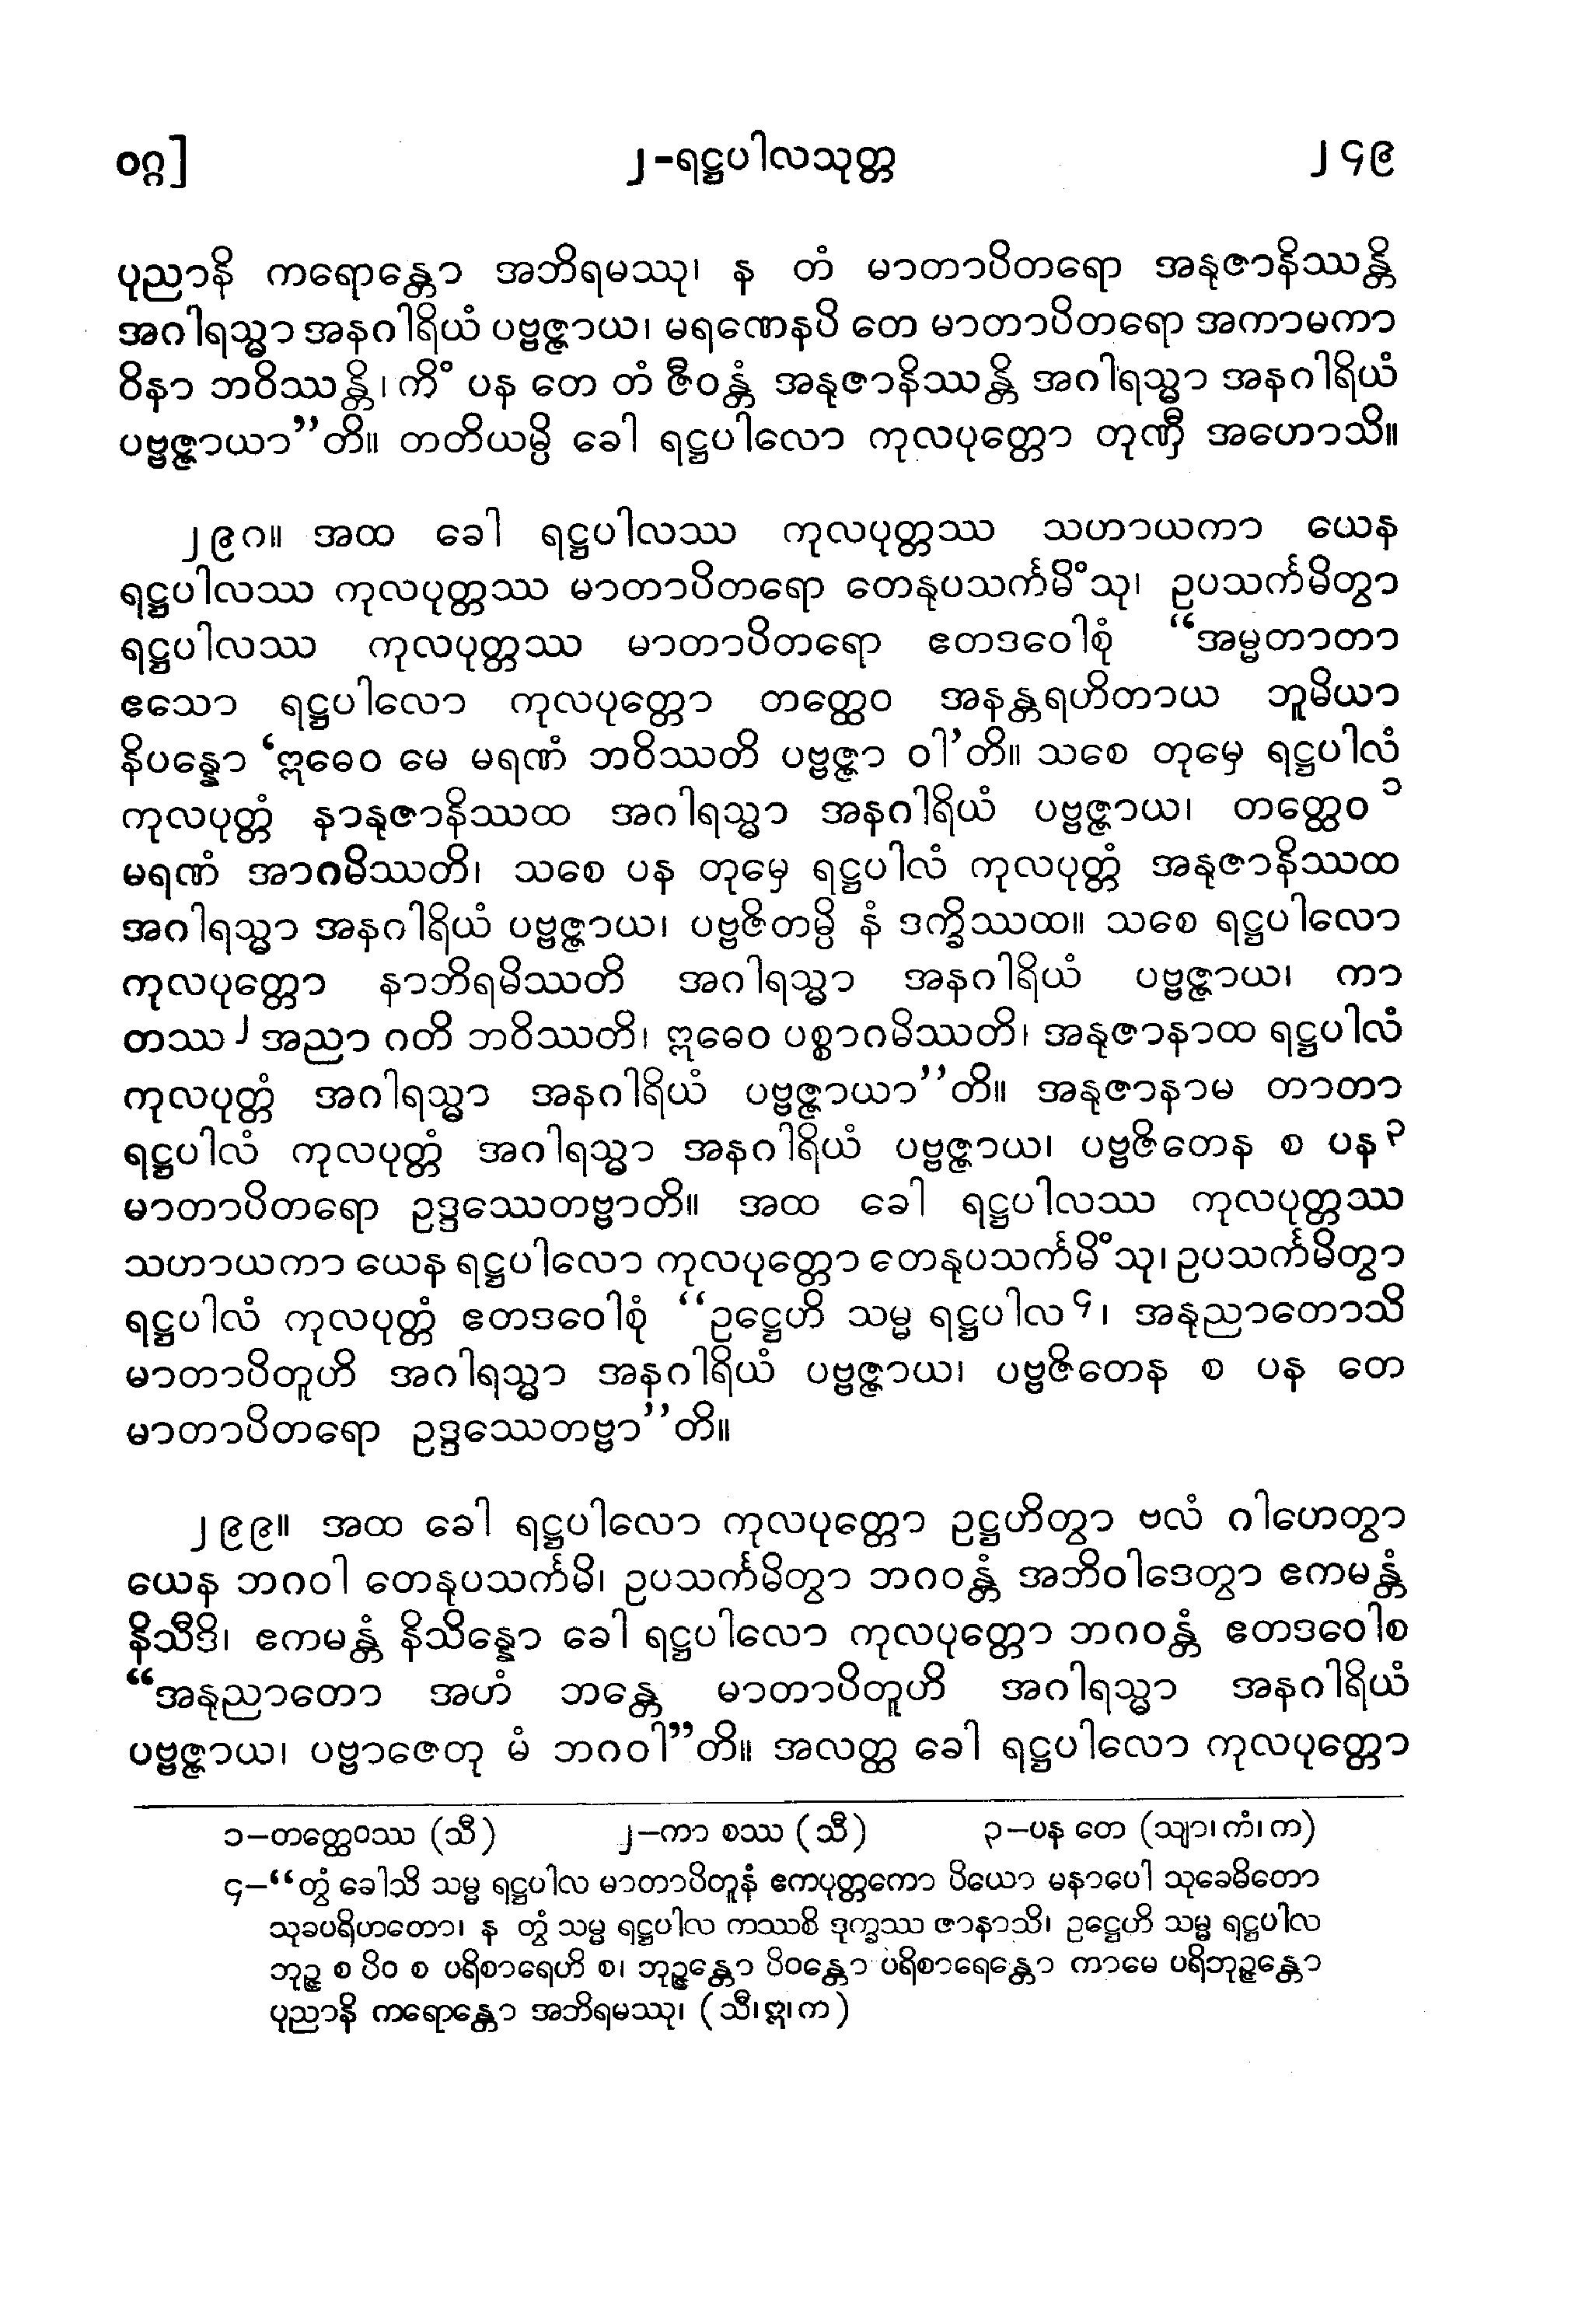 ၀ဂ္ဂ]
၂-ရဋ္ဌပါလသုတ္တ
၂၄၉
ပုညာနိ ကရောန္တော အဘိရမဿု၊ န တံ မာတာပိတရော အနုဇာနိဿန္တိ
အဂါရသ္မာ အနဂါရိယံ ပဗ္ဗဇ္ဇာယ၊ မရဏေနပိ တေ မာတာပိတရော အကာမကာ
ဝိနာ ဘဝိဿန္တိ၊ ကိံ ပန တေ တံ ဇီဝန္တံ အနုဇာနိဿန္တိ အဂါရသ္မာ အနဂါရိယံ
ပဗ္ဗဇ္ဇာယာ”တိ။ တတိယမ္ပိ ခေါ ရဋ္ဌပါလော ကုလပုတ္တော တုဏှီ အဟောသိ။
၂၉၈။ အထ ခေါ ရဋ္ဌပါလဿ ကုလပုတ္တဿ သဟာယကာ ယေန
ရဋ္ဌပါလဿ ကုလပုတ္တဿ မာတာပိတရော တေနုပသင်္ကမိံသု၊ ဥပသင်္ကမိတွာ
ရဋ္ဌပါလဿ ကုလပုတ္တဿ မာတာပိတရော ဧတဒဝေါစုံ “အမ္မတာတာ
ဧသော ရဋ္ဌပါလော ကုလပုတ္တော တတ္ထေဝ အနန္တရဟိတာယ ဘူမိယာ
နိပန္နော ‘ဣဓေဝ မေ မရဏံ ဘဝိဿတိ ပဗ္ဗဇ္ဇာ ဝါ’တိ။ သစေ တုမှေ ရဋ္ဌပါလံ
ကုလပုတ္တံ နာနုဇာနိဿထ အဂါရသ္မာ အနဂါရိယံ ပဗ္ဗဇ္ဇာယ၊ တတ္ထေဝ ၁
မရဏံ အာဂမိဿတိ၊ သစေ ပန တုမှေ ရဋ္ဌပါလံ ကုလပုတ္တံ အနုဇာနိဿထ
အဂါရသ္မာ အနဂါရိယံ ပဗ္ဗဇ္ဇာယ၊ ပဗ္ဗဇိတမ္ပိ နံ ဒက္ခိဿထ။ သစေ ရဋ္ဌပါလော
ကုလပုတ္တော နာဘိရမိဿတိ အဂါရသ္မာ အနဂါရိယံ ပဗ္ဗဇ္ဇာယ၊ ကာ
တဿ ၂ အညာ ဂတိ ဘဝိဿတိ၊ ဣဓေဝ ပစ္စာဂမိဿတိ၊ အနုဇာနာထ ရဋ္ဌပါလံ
ကုလပုတ္တံ အဂါရသ္မာ အနဂါရိယံ ပဗ္ဗဇ္ဇာယာ”တိ။ အနုဇာနာမ တာတာ
ရဋ္ဌပါလံ ကုလပုတ္တံ အဂါရသ္မာ အနဂါရိယံ ပဗ္ဗဇ္ဇာယ၊ ပဗ္ဗဇိတေန စ ပန ၃
မာတာပိတရော ဥဒ္ဒဿေတဗ္ဗာတိ။ အထ ခေါ ရဋ္ဌပါလဿ ကုလပုတ္တဿ
သဟာယကာ ယေန ရဋ္ဌပါလော ကုလပုတ္တော တေနုပသင်္ကမိံသု၊ ဥပသင်္ကမိတွာ
ရဋ္ဌပါလံ ကုလပုတ္တံ ဧတဒဝေါစုံ “ဥဋ္ဌေဟိ သမ္မ ရဋ္ဌပါလ ၄၊ အနုညာတောသိ
မာတာပိတူဟိ အဂါရသ္မာ အနဂါရိယံ ပဗ္ဗဇ္ဇာယ၊ ပဗ္ဗဇိတေန စ ပန တေ
မာတာပိတရော ဥဒ္ဒဿေတဗ္ဗာ”တိ။
၂၉၉။ အထ ခေါ ရဋ္ဌပါလော ကုလပုတ္တော ဥဋ္ဌဟိတွာ ဗလံ ဂါဟေတွာ
ယေန ဘဂဝါ တေနုပသင်္ကမိ၊ ဥပသင်္ကမိတွာ ဘဂဝန္တံ အဘိဝါဒေတွာ ဧကမန္တံ
နိသီဒိ၊ ဧကမန္တံ နိသိန္နော ခေါ ရဋ္ဌပါလော ကုလပုတ္တော ဘဂဝန္တံ ဧတဒဝေါစ
“အနုညာတော အဟံ ဘန္တေ မာတာပိတူဟိ အဂါရသ္မာ အနဂါရိယံ
ပဗ္ဗဇ္ဇာယ၊ ပဗ္ဗာဇေတု မံ ဘဂဝါ”တိ။ အလတ္ထ ခေါ ရဋ္ဌပါလော ကုလပုတ္တော
၁–တတ္ထေဝဿ (သီ) ၂–ကာ စဿ (သီ) ၃–ပန တေ (သျာ၊ကံ၊က)
၄–“တွံ ခေါသိ သမ္မ ရဋ္ဌပါလ မာတာပိတူနံ ဧကပုတ္တကော ပိယော မနာပေါ သုခေဓိတော
သုခပရိဟတော၊ န တွံ သမ္မ ရဋ္ဌပါလ ကဿစိ ဒုက္ခဿ ဇာနာသိ၊ ဥဋ္ဌေဟိ သမ္မ ရဋ္ဌပါလ
ဘုဉ္ဇ စ ပိဝ စ ပရိစာရေဟိ စ၊ ဘုဉ္ဇန္တော ပိဝန္တော ပရိစာရေန္တော ကာမေ ပရိဘုဉ္ဇန္တော
ပုညာနိ ကရောန္တော အဘိရမဿု၊ (သီ၊ဣ၊က)